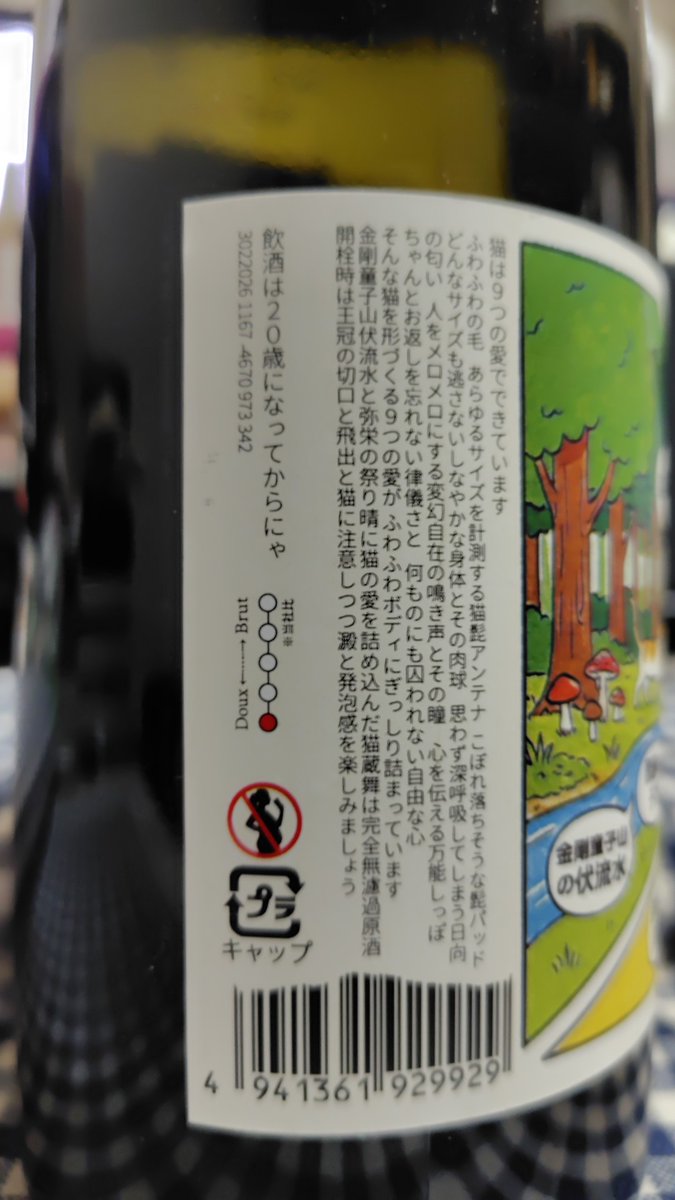 猫は9つの愛でできています
ふわふわの毛 あらゆるサイズを計測する猫髭アンテナ こぼれ落ちそうな髭パッド
どんなサイズも逃さないしなやかな身体とその肉球 思わず深呼吸してしまう日向
の匂い 人をメロメロにする変幻自在の鳴き声とその瞳 心を伝える万能しっぽ
ちゃんとお返しを忘れない律儀さと 何ものにも囚われない自由な心
そんな猫を形づくる9つの愛が ふわふわボディにぎっしり詰まっています
金剛童子山伏流水と弥栄の祭り晴に猫の愛を詰め込んだ猫蔵舞は完全無濾過原酒
開栓時は王冠の切口と飛出と猫に注意しつつ澱と発泡感を楽しみましょう
飲酒は20歳になってからにゃ
3022026 1167 -4670 973 342
Doux
Brut
※当社比
プラ
キャップ
4 941361 929929
金剛童子山
の伏流水